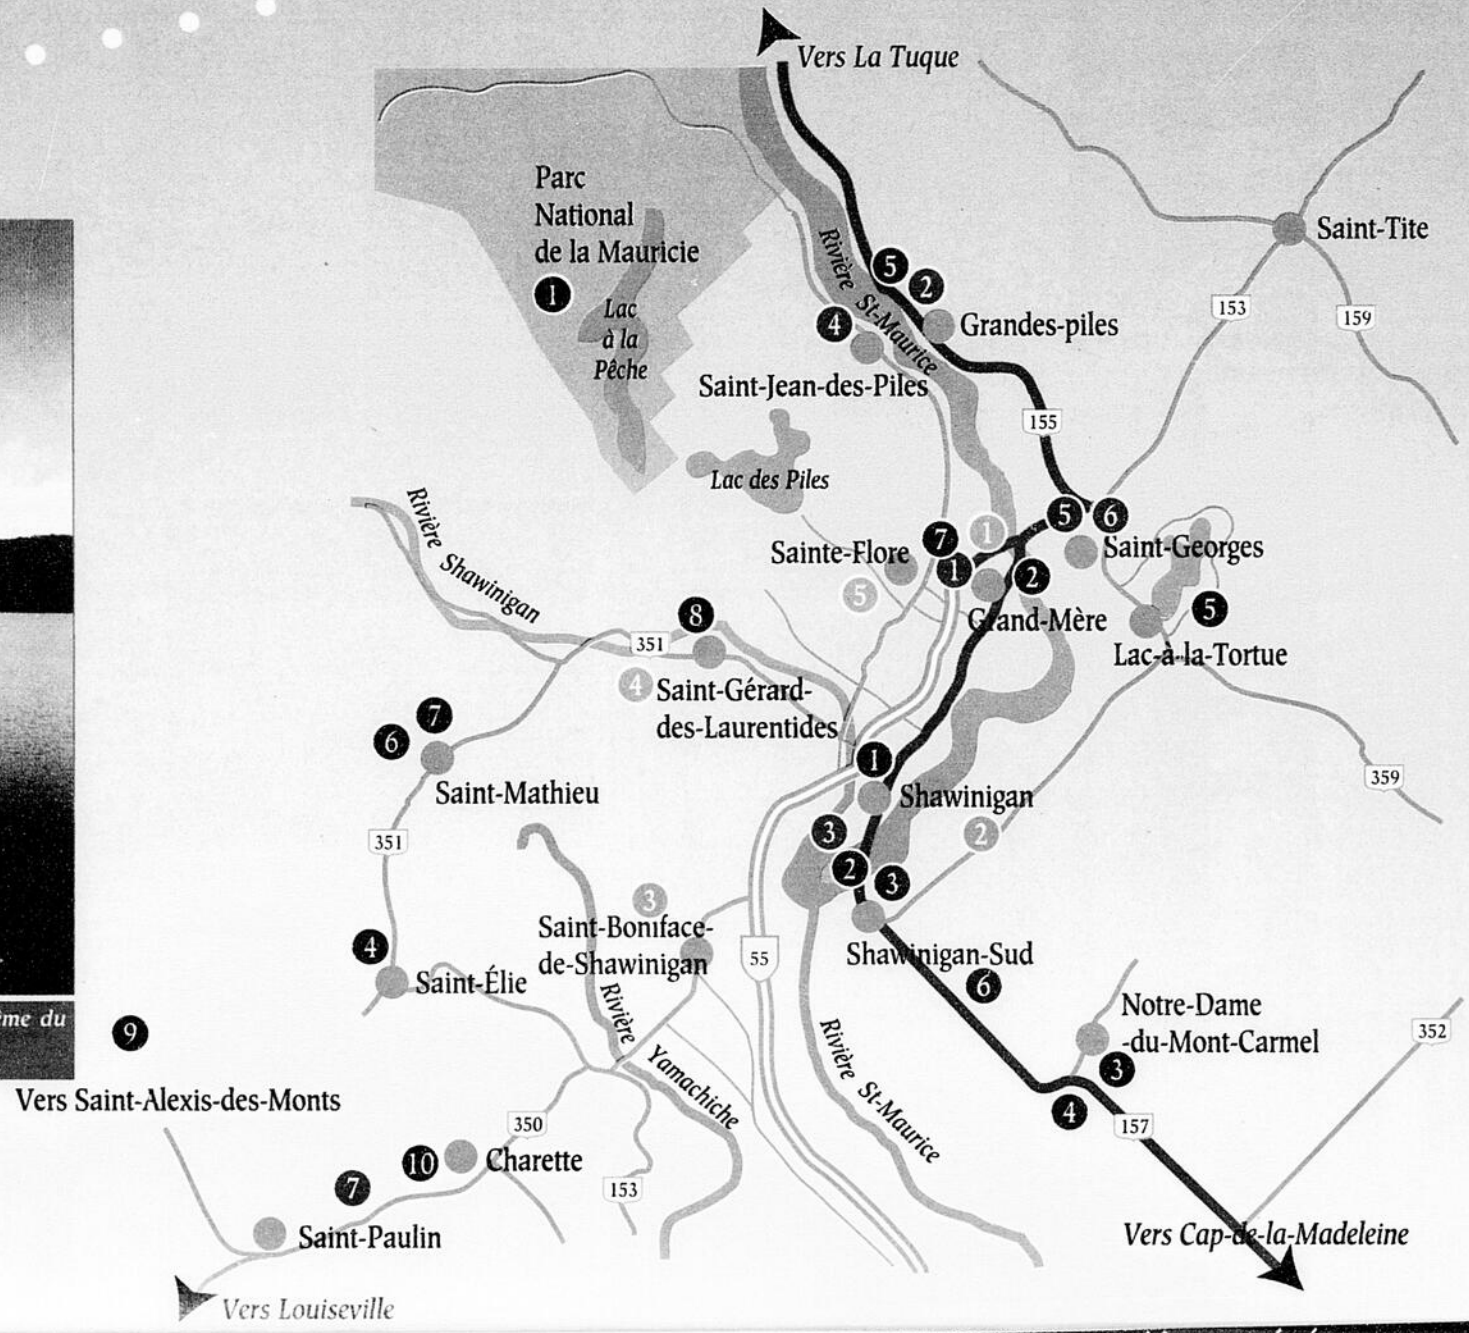 Vers La Tuque
Parc
National
de la Mauricie
1
Lac
à la
Pêche
Rivière St-Maurice
5
2
4
Grandes-piles
Saint-Jean-des-Piles
Saint-Tite
153
159
155
Lac des Piles
Rivière Shawinigan
Sainte-Flore
7
1
1
5
6
Saint-Georges
5
2
Grand-Mère
5
Lac-à-la-Tortue
8
351
4
Saint-Gérard-
des-Laurentides
7
6
Saint-Mathieu
1
Shawinigan
359
351
3
2
3
2
3
Saint-Boniface-
de-Shawinigan
55
Shawinigan-Sud
6
4
Saint-Élie
Notre-Dame
-du-Mont-Carmel
3
4
352
157
ême du
9
Vers Saint-Alexis-des-Monts
Rivière Yamachiche
Rivière St-Maurice
350
10
Charette
7
153
Saint-Paulin
Vers Cap-de-la-Madeleine
Vers Louiseville